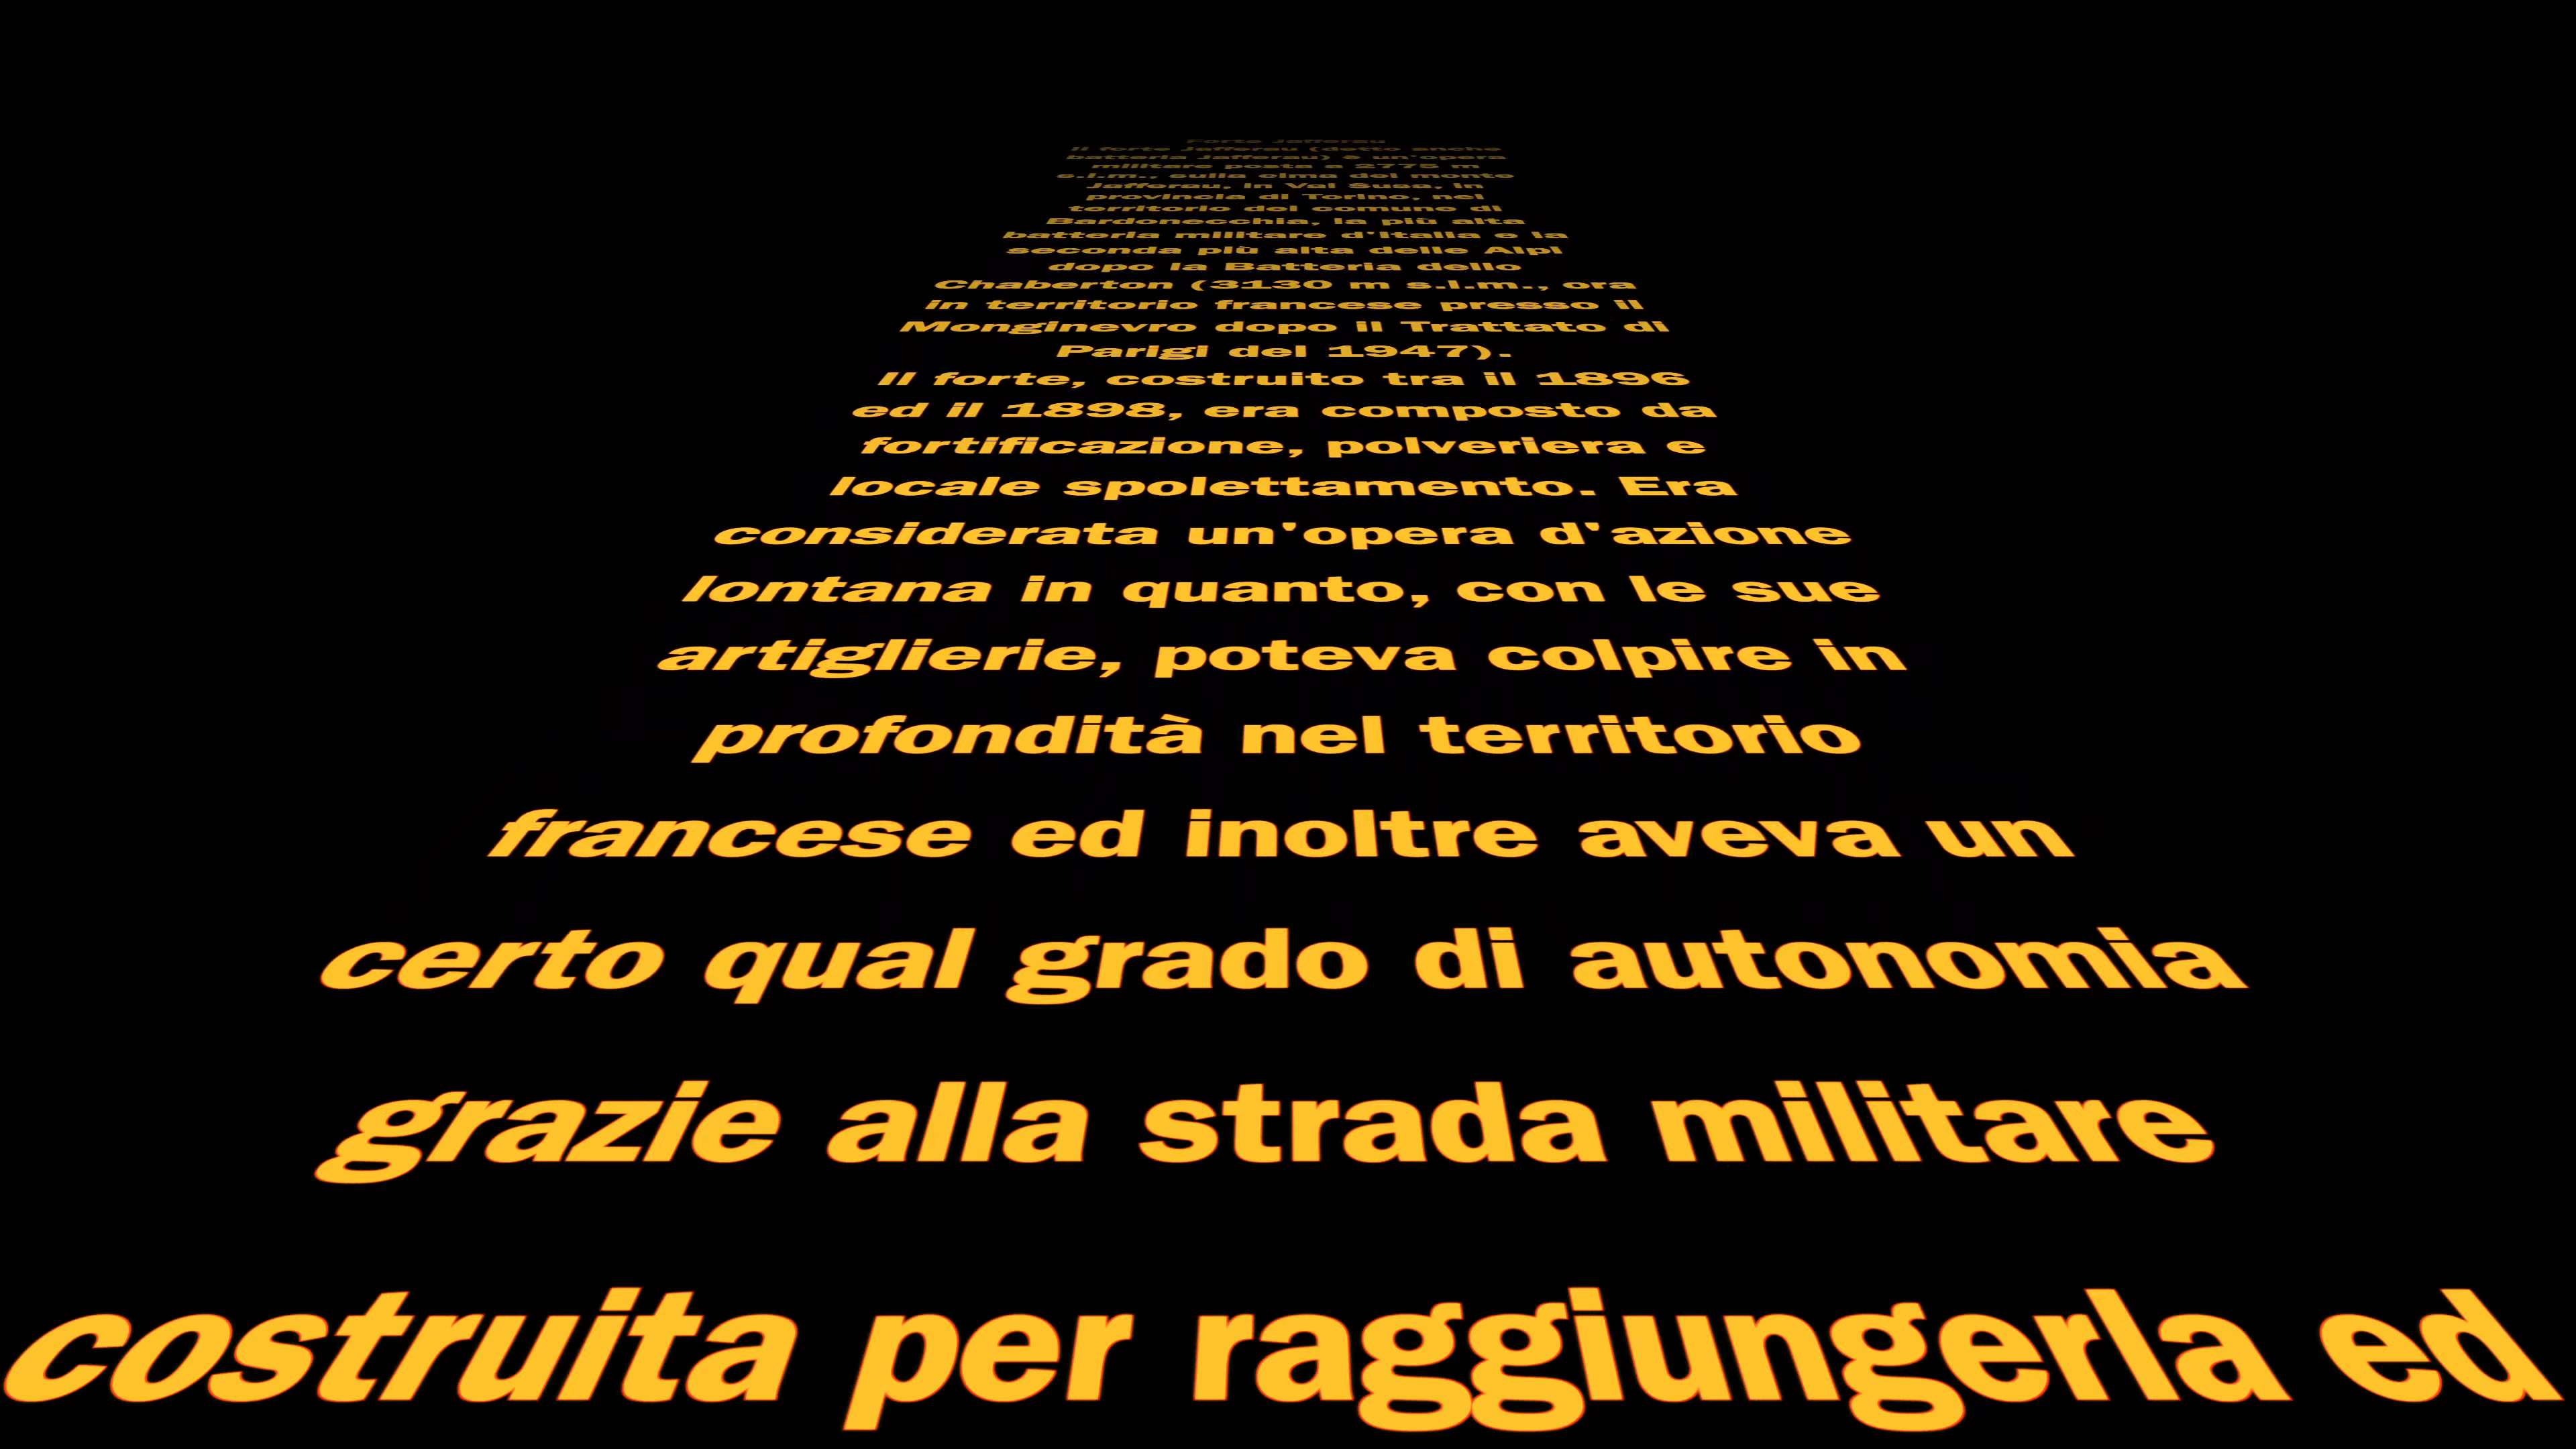 Forte Jafferau
Il forte Jafferau (detto anche
batteria Jafferau) è un'opera
militare posta a 2775 m
s.l.m., sulla cima del monte
Jafferau, in Val Susa, in
provincia di Torino, nel
territorio del comune di
Bardonecchia, la più alta
batteria militare d'Italia e la
seconda più alta delle Alpi
dopo la Batteria dello
Chaberton (3130 m s.l.m., ora
in territorio francese presso il
Monginevro dopo il Trattato di
Parigi del 1947).
Il forte, costruito tra il 1896
ed il 1898, era composto da
fortificazione, polveriera e
locale spolettamento. Era
considerata un'opera d'azione
lontana in quanto, con le sue
artiglierie, poteva colpire in
profondità nel territorio
francese ed inoltre aveva un
certo qual grado di autonomia
grazie alla strada militare
costruita per raggiungerla ed